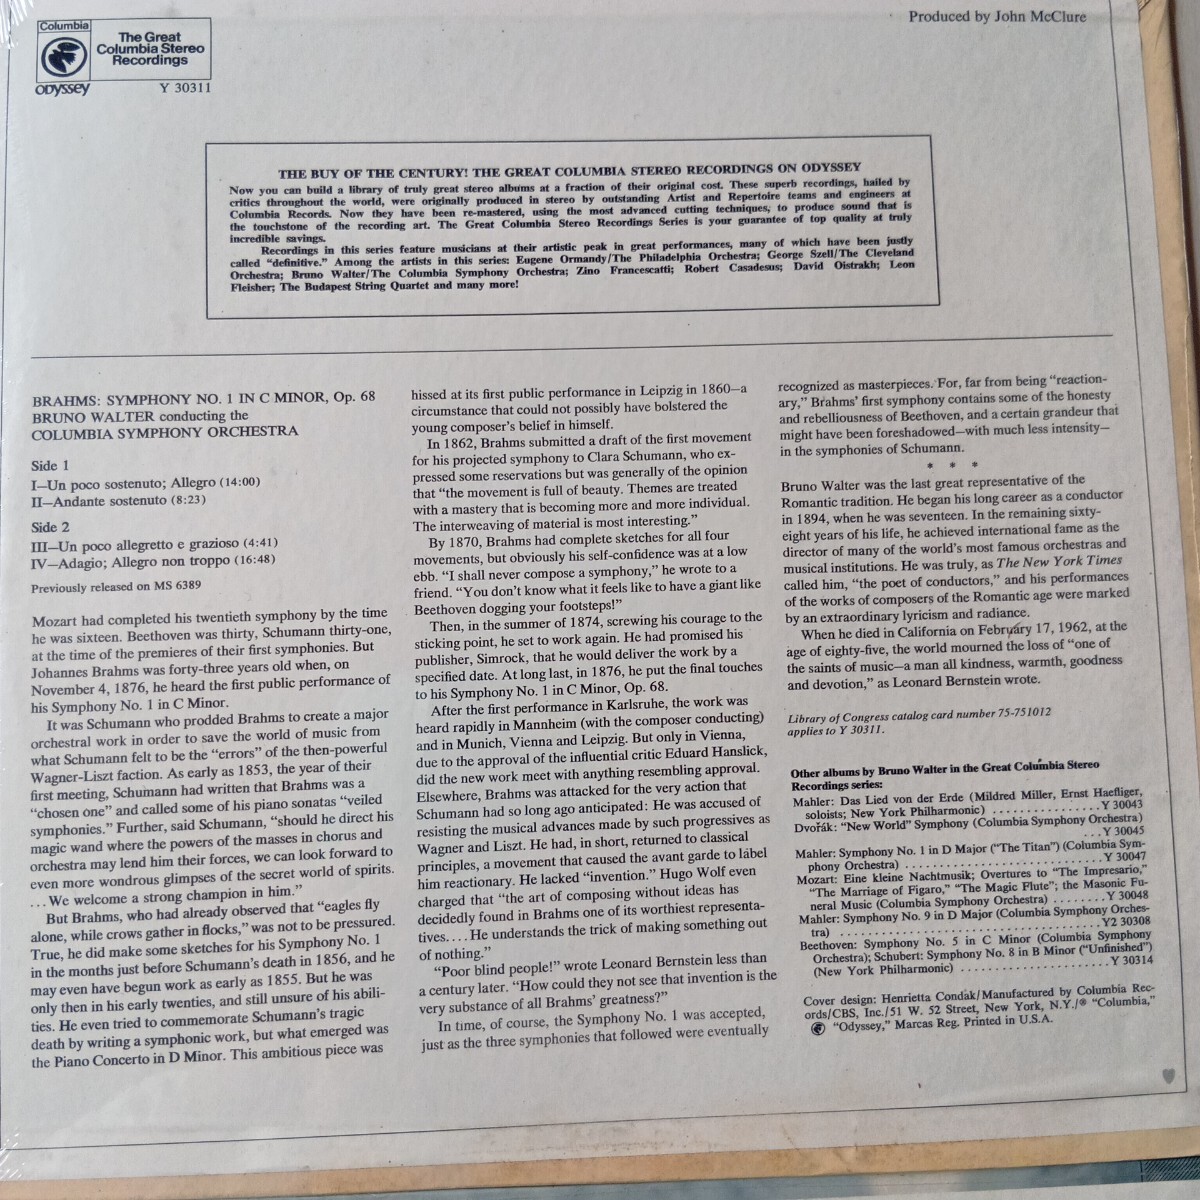 Produced by John McClure
Columbia
The Great
Columbia Stereo
Recordings
ODYSSEY
Y 30311
THE BUY OF THE CENTURY! THE GREAT COLUMBIA STEREO RECORDINGS ON ODYSSEY
Now you can build a library of truly great stereo albums at a fraction of their original cost. These superb recordings, hailed by
critics throughout the world, were originally produced in stereo by outstanding Artist and Repertoire teams and engineers at
Columbia Records. Now they have been re-mastered, using the most advanced cutting techniques, to produce sound that is
the touchstone of the recording art. The Great Columbia Stereo Recordings Series is your guarantee of top quality at truly
incredible savings.
Recordings in this series feature musicians at their artistic peak in great performances, many of which have been justly
called “definitive.” Among the artists in this series: Eugene Ormandy/The Philadelphia Orchestra; George Szell/The Cleveland
Orchestra; Bruno Walter/The Columbia Symphony Orchestra; Zino Francescatti; Robert Casadesus; David Oistrakh; Leon
Fleisher; The Budapest String Quartet and many more!
BRAHMS: SYMPHONY NO. 1 IN C MINOR, Op. 68
BRUNO WALTER conducting the
COLUMBIA SYMPHONY ORCHESTRA
Side 1
I—Un poco sostenuto; Allegro (14:00)
II—Andante sostenuto (8:23)
Side 2
III—Un poco allegretto e grazioso (4:41)
IV—Adagio; Allegro non troppo (16:48)
Previously released on MS 6389
Mozart had completed his twentieth symphony by the time
he was sixteen. Beethoven was thirty, Schumann thirty-one,
at the time of the premieres of their first symphonies. But
Johannes Brahms was forty-three years old when, on
November 4, 1876, he heard the first public performance of
his Symphony No. 1 in C Minor.
It was Schumann who prodded Brahms to create a major
orchestral work in order to save the world of music from
what Schumann felt to be the “errors” of the then-powerful
Wagner-Liszt faction. As early as 1853, the year of their
first meeting, Schumann had written that Brahms was a
“chosen one” and called some of his piano sonatas “veiled
symphonies.” Further, said Schumann, “should he direct his
magic wand where the powers of the masses in chorus and
orchestra may lend him their forces, we can look forward to
even more wondrous glimpses of the secret world of spirits.
...We welcome a strong champion in him.”
But Brahms, who had already observed that “eagles fly
alone, while crows gather in flocks,” was not to be pressured.
True, he did make some sketches for his Symphony No. 1
in the months just before Schumann’s death in 1856, and he
may even have begun work as early as 1855. But he was
only then in his early twenties, and still unsure of his abili-
ties. He even tried to commemorate Schumann’s tragic
death by writing a symphonic work, but what emerged was
the Piano Concerto in D Minor. This ambitious piece was
hissed at its first public performance in Leipzig in 1860—a
circumstance that could not possibly have bolstered the
young composer’s belief in himself.
In 1862, Brahms submitted a draft of the first movement
for his projected symphony to Clara Schumann, who ex-
pressed some reservations but was generally of the opinion
that “the movement is full of beauty. Themes are treated
with a mastery that is becoming more and more individual.
The interweaving of material is most interesting.”
By 1870, Brahms had complete sketches for all four
movements, but obviously his self-confidence was at a low
ebb. “I shall never compose a symphony,” he wrote to a
friend. “You don’t know what it feels like to have a giant like
Beethoven dogging your footsteps!”
Then, in the summer of 1874, screwing his courage to the
sticking point, he set to work again. He had promised his
publisher, Simrock, that he would deliver the work by a
specified date. At long last, in 1876, he put the final touches
to his Symphony No. 1 in C Minor, Op. 68.
After the first performance in Karlsruhe, the work was
heard rapidly in Mannheim (with the composer conducting)
and in Munich, Vienna and Leipzig. But only in Vienna,
due to the approval of the influential critic Eduard Hanslick,
did the new work meet with anything resembling approval.
Elsewhere, Brahms was attacked for the very action that
Schumann had so long ago anticipated: He was accused of
resisting the musical advances made by such progressives as
Wagner and Liszt. He had, in short, returned to classical
principles, a movement that caused the avant garde to label
him reactionary. He lacked “invention.” Hugo Wolf even
charged that “the art of composing without ideas has
decidedly found in Brahms one of its worthiest representa-
tives....He understands the trick of making something out
of nothing.”
“Poor blind people!” wrote Leonard Bernstein less than
a century later. “How could they not see that invention is the
very substance of all Brahms’ greatness?”
In time, of course, the Symphony No. 1 was accepted,
just as the three symphonies that followed were eventually
recognized as masterpieces. For, far from being “reaction-
ary,” Brahms’ first symphony contains some of the honesty
and rebelliousness of Beethoven, and a certain grandeur that
might have been foreshadowed—with much less intensity—
in the symphonies of Schumann.
* * *
Bruno Walter was the last great representative of the
Romantic tradition. He began his long career as a conductor
in 1894, when he was seventeen. In the remaining sixty-
eight years of his life, he achieved international fame as the
director of many of the world’s most famous orchestras and
musical institutions. He was truly, as The New York Times
called him, “the poet of conductors,” and his performances
of the works of composers of the Romantic age were marked
by an extraordinary lyricism and radiance.
When he died in California on February 17, 1962, at the
age of eighty-five, the world mourned the loss of “one of
the saints of music—a man all kindness, warmth, goodness
and devotion,” as Leonard Bernstein wrote.
Library of Congress catalog card number 75-751012
applies to Y 30311.
Other albums by Bruno Walter in the Great Columbia Stereo
Recordings series:
Mahler: Das Lied von der Erde (Mildred Miller, Ernst Haefliger,
soloists; New York Philharmonic) ................Y 30043
Dvořák: “New World” Symphony (Columbia Symphony Orchestra)
...Y 30045
Mahler: Symphony No. 1 in D Major (“The Titan”) (Columbia Sym-
phony Orchestra) ............................Y 30047
Mozart: Eine kleine Nachtmusik; Overtures to “The Impresario,”
“The Marriage of Figaro,” “The Magic Flute”; the Masonic Fu-
neral Music (Columbia Symphony Orchestra) ........Y 30048
Mahler: Symphony No. 9 in D Major (Columbia Symphony Orches-
tra) .....................................Y2 30308
Beethoven: Symphony No. 5 in C Minor (Columbia Symphony
Orchestra); Schubert: Symphony No. 8 in B Minor (“Unfinished”)
(New York Philharmonic) .....................Y 30314
Cover design: Henrietta Condak/Manufactured by Columbia Rec-
ords/CBS, Inc./51 W. 52 Street, New York, N.Y./® “Columbia,”
“Odyssey,” Marcas Reg. Printed in U.S.A.